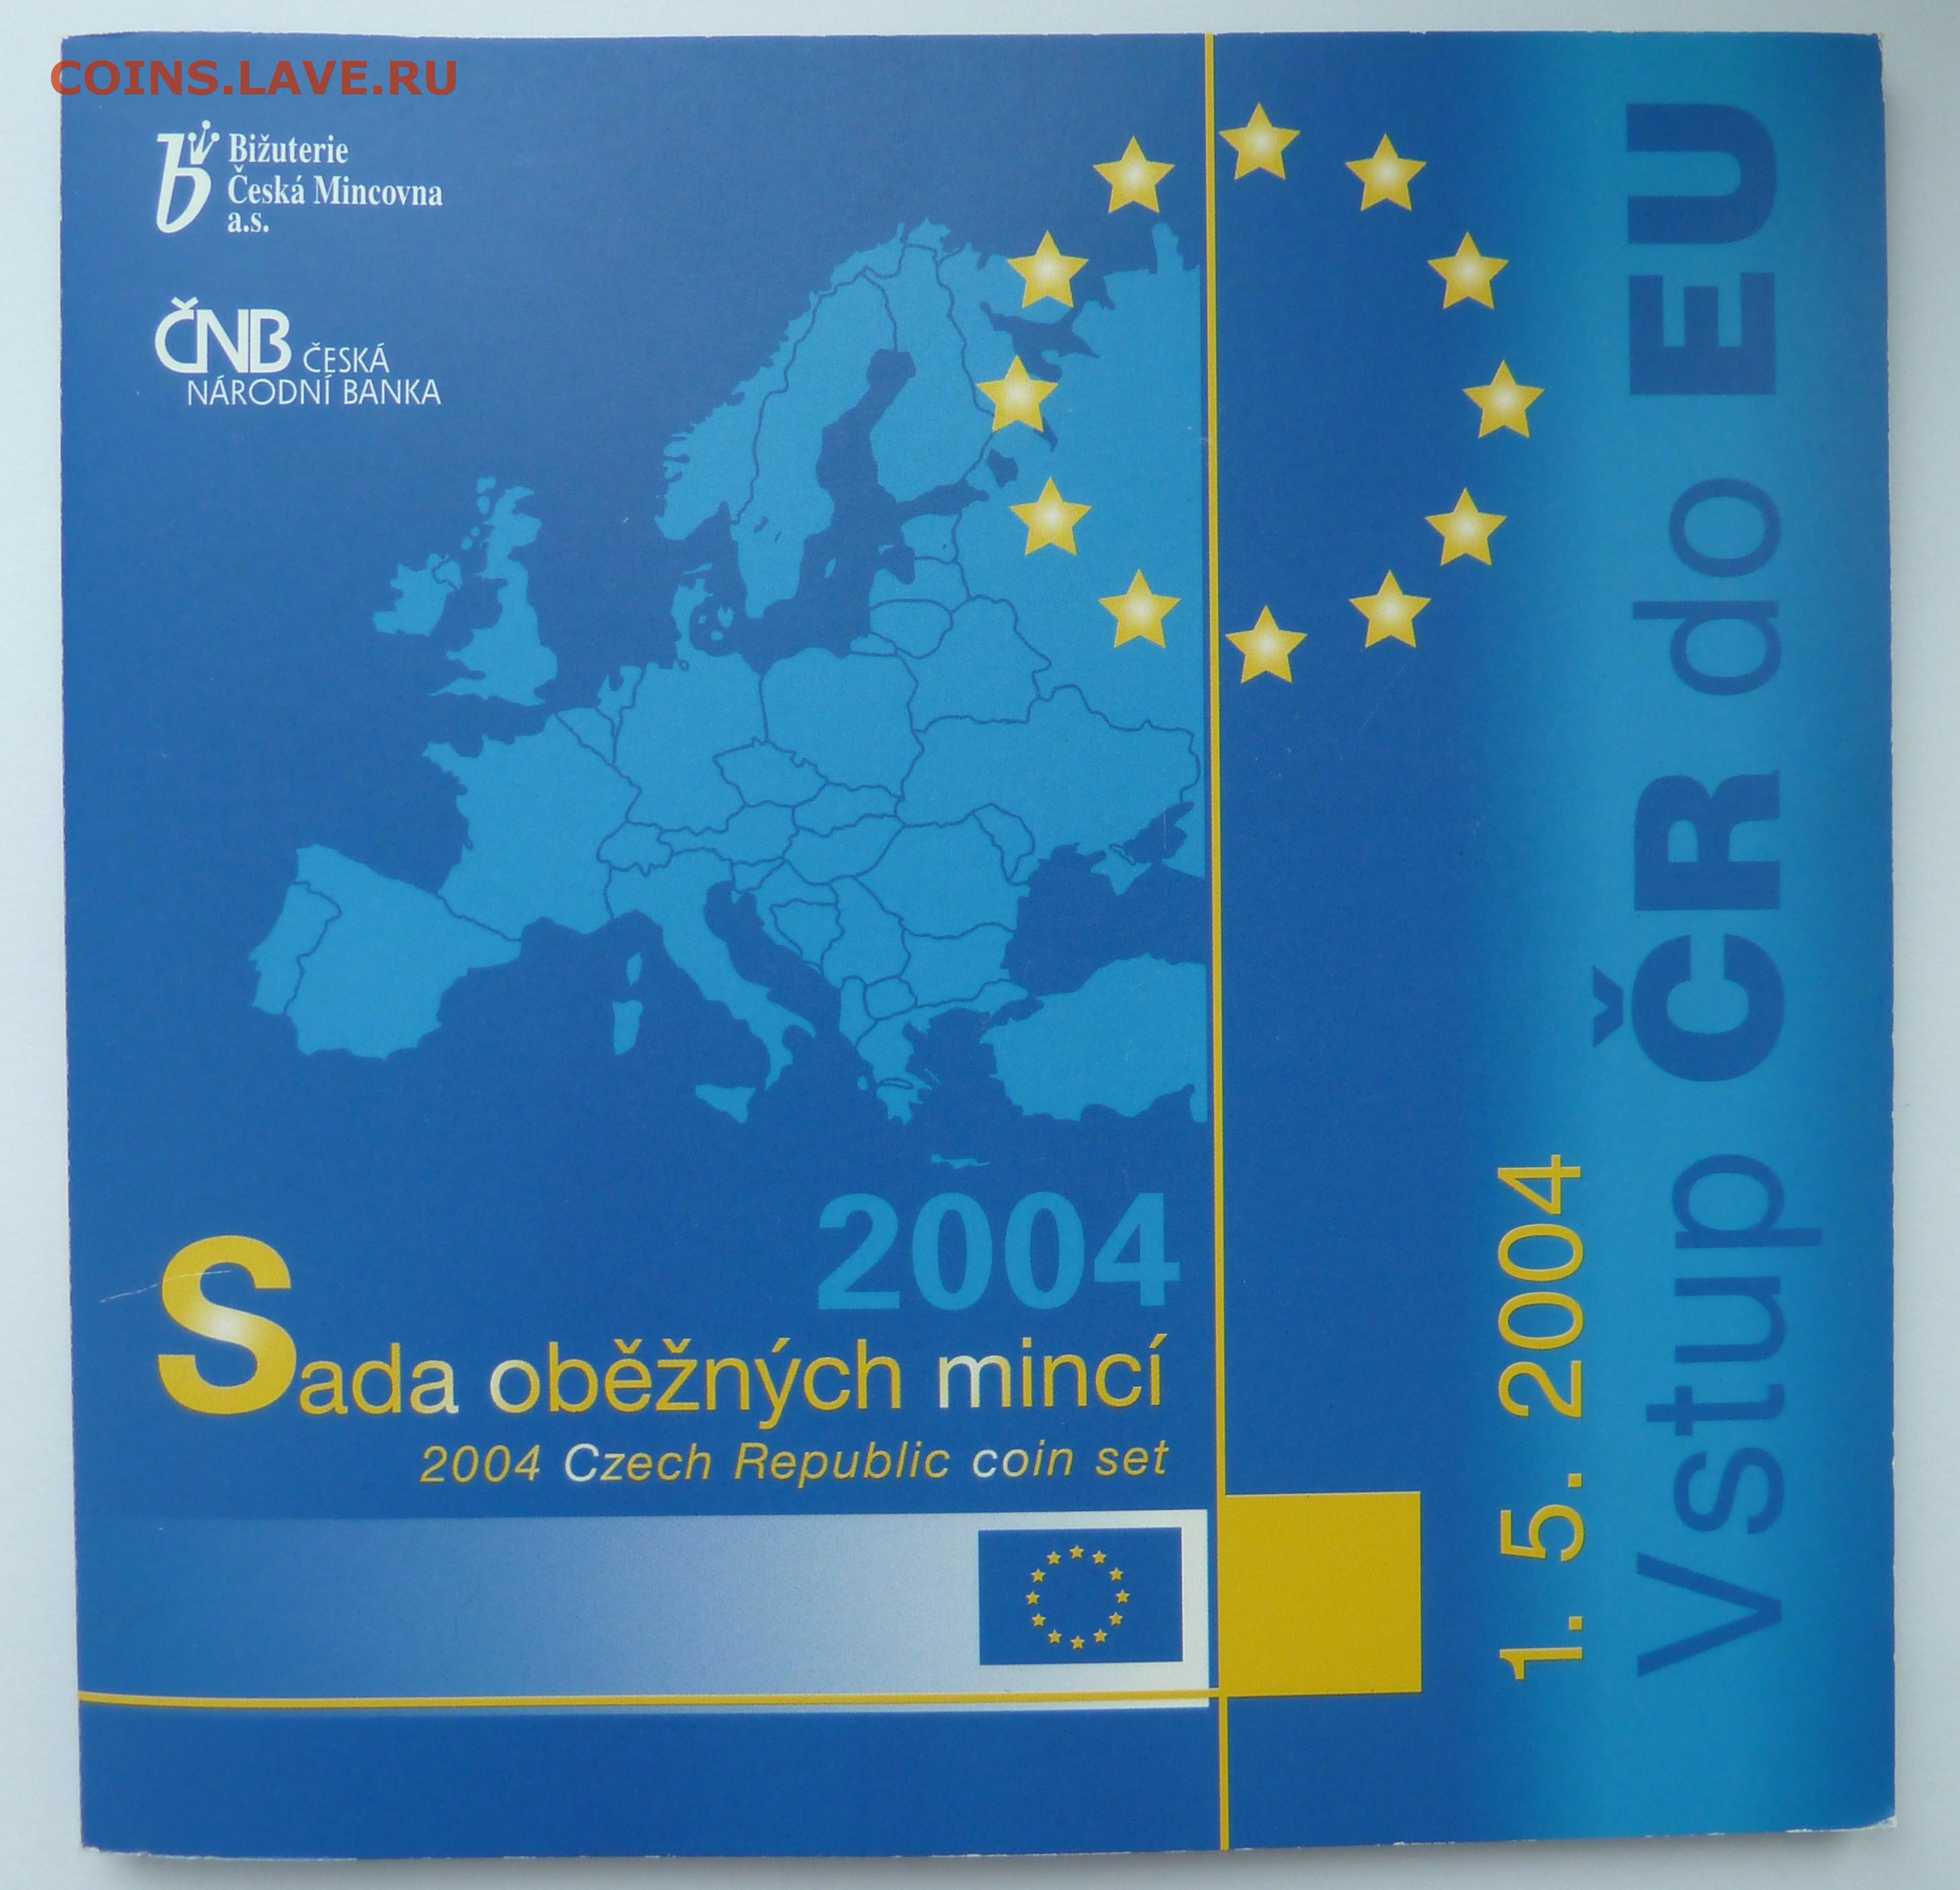 COINS.LAVE.RU
Bižuterie
Česká Mincovna
a.s.
ČNB ČESKÁ
NÁRODNÍ BANKA
2004
Sada oběžných mincí
2004 Czech Republic coin set
1. 5. 2004
Vstup ČR do EU